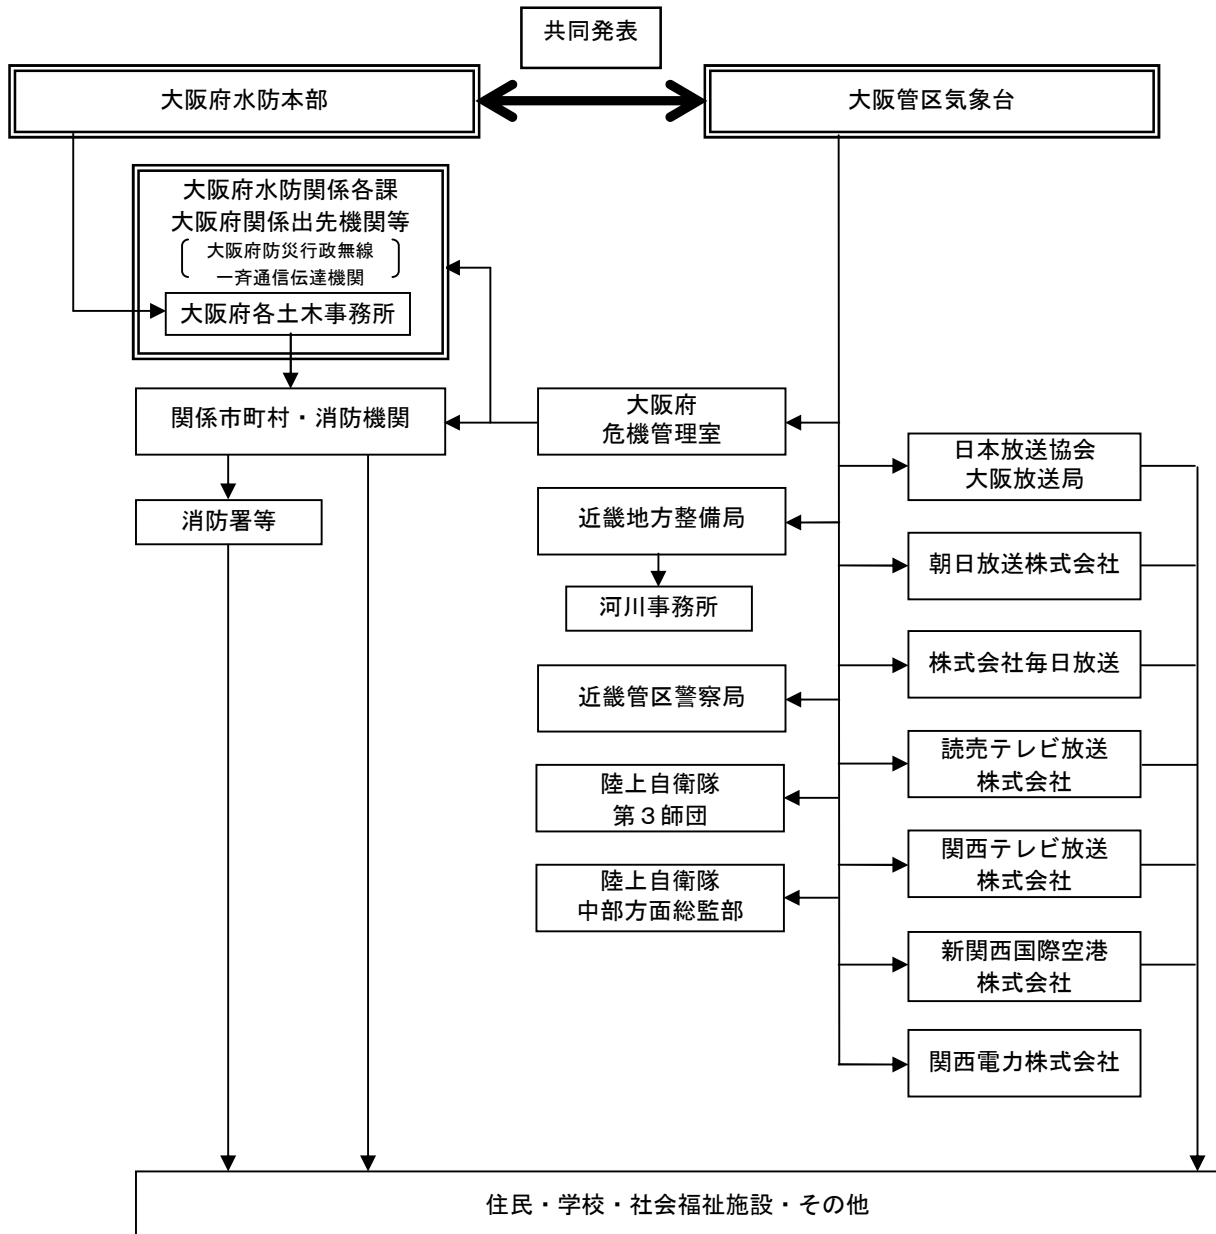 共同発表
大阪府水防本部
大阪管区気象台
大阪府水防関係各課
大阪府関係出先機関等
大阪府防災行政無線
一斉通信伝達機関
大阪府各土木事務所
関係市町村・消防機関
大阪府
危機管理室
日本放送協会
大阪放送局
消防署等
近畿地方整備局
朝日放送株式会社
河川事務所
株式会社毎日放送
近畿管区警察局
読売テレビ放送
株式会社
陸上自衛隊
第3師団
関西テレビ放送
株式会社
陸上自衛隊
中部方面総監部
新関西国際空港
株式会社
関西電力株式会社
住民・学校・社会福祉施設・その他